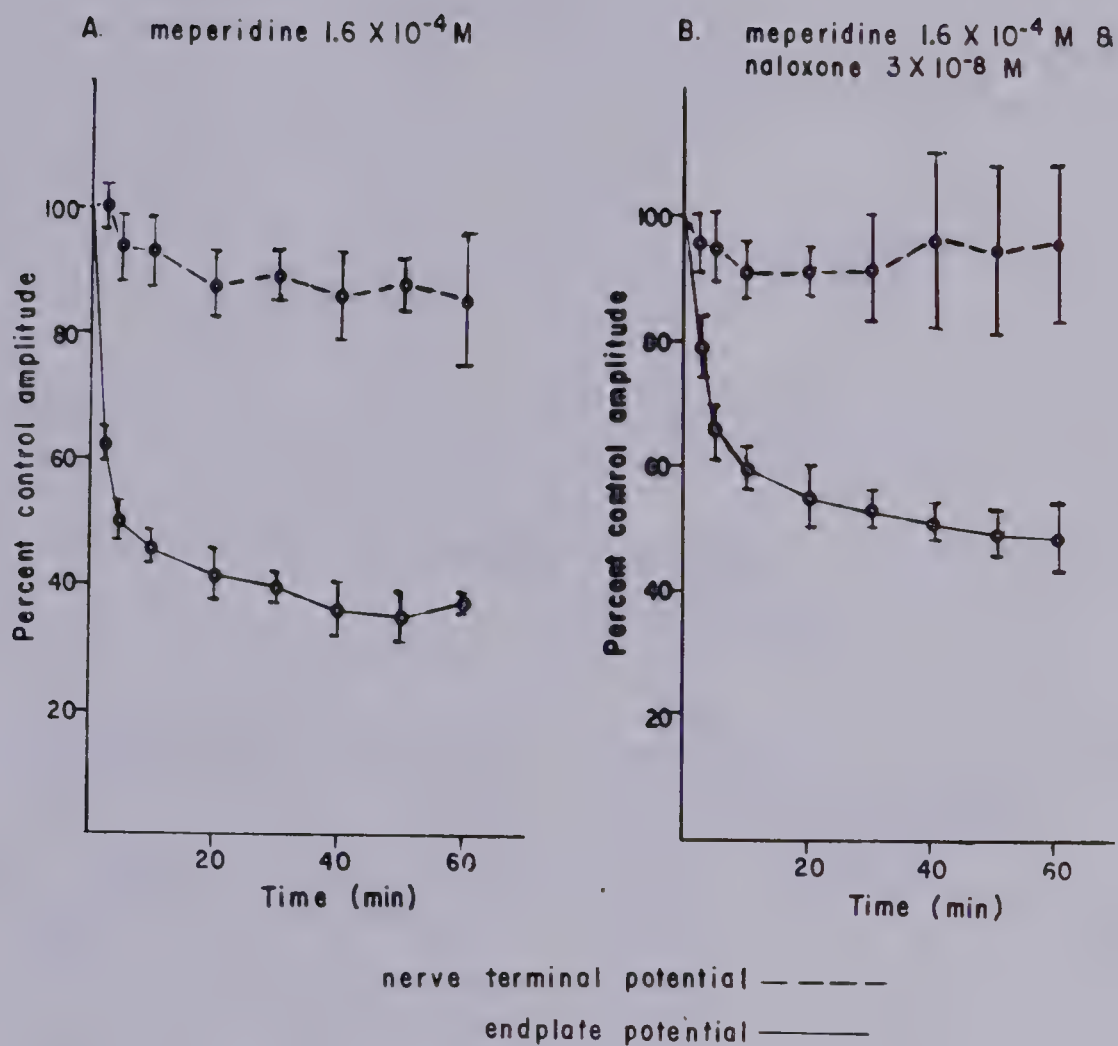 A. meperidine 1.6 X 10⁻⁴ M
Percent control amplitude
100
80
60
40
20
20 40 60
Time (min)
B. meperidine 1.6 X 10⁻⁴ M &
naloxone 3 X 10⁻⁸ M
Percent control amplitude
100
80
60
40
20
20 40 60
Time (min)
nerve terminal potential
endplate potential